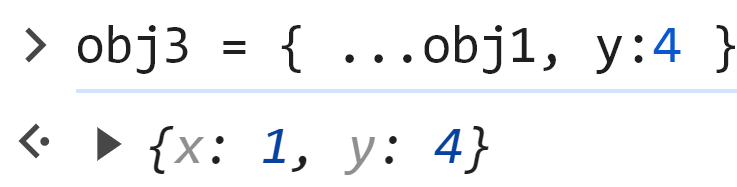 > obj3 = { ...obj1, y:4 }
{x: 1, y: 4}